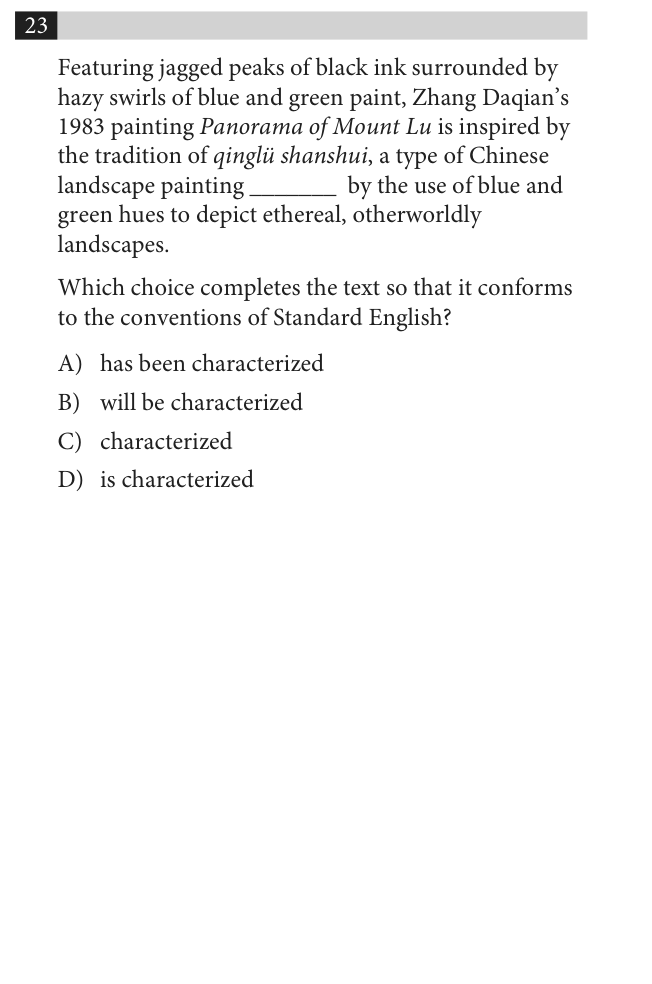 23
Featuring jagged peaks of black ink surrounded by
hazy swirls of blue and green paint, Zhang Daqian’s
1983 painting Panorama of Mount Lu is inspired by
the tradition of qinglü shanshui, a type of Chinese
landscape painting _______ by the use of blue and
green hues to depict ethereal, otherworldly
landscapes.
Which choice completes the text so that it conforms
to the conventions of Standard English?
A) has been characterized
B) will be characterized
C) characterized
D) is characterized